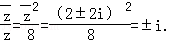 z̅/z = z̅²/8 = (2±2i)²/8 = ±i.